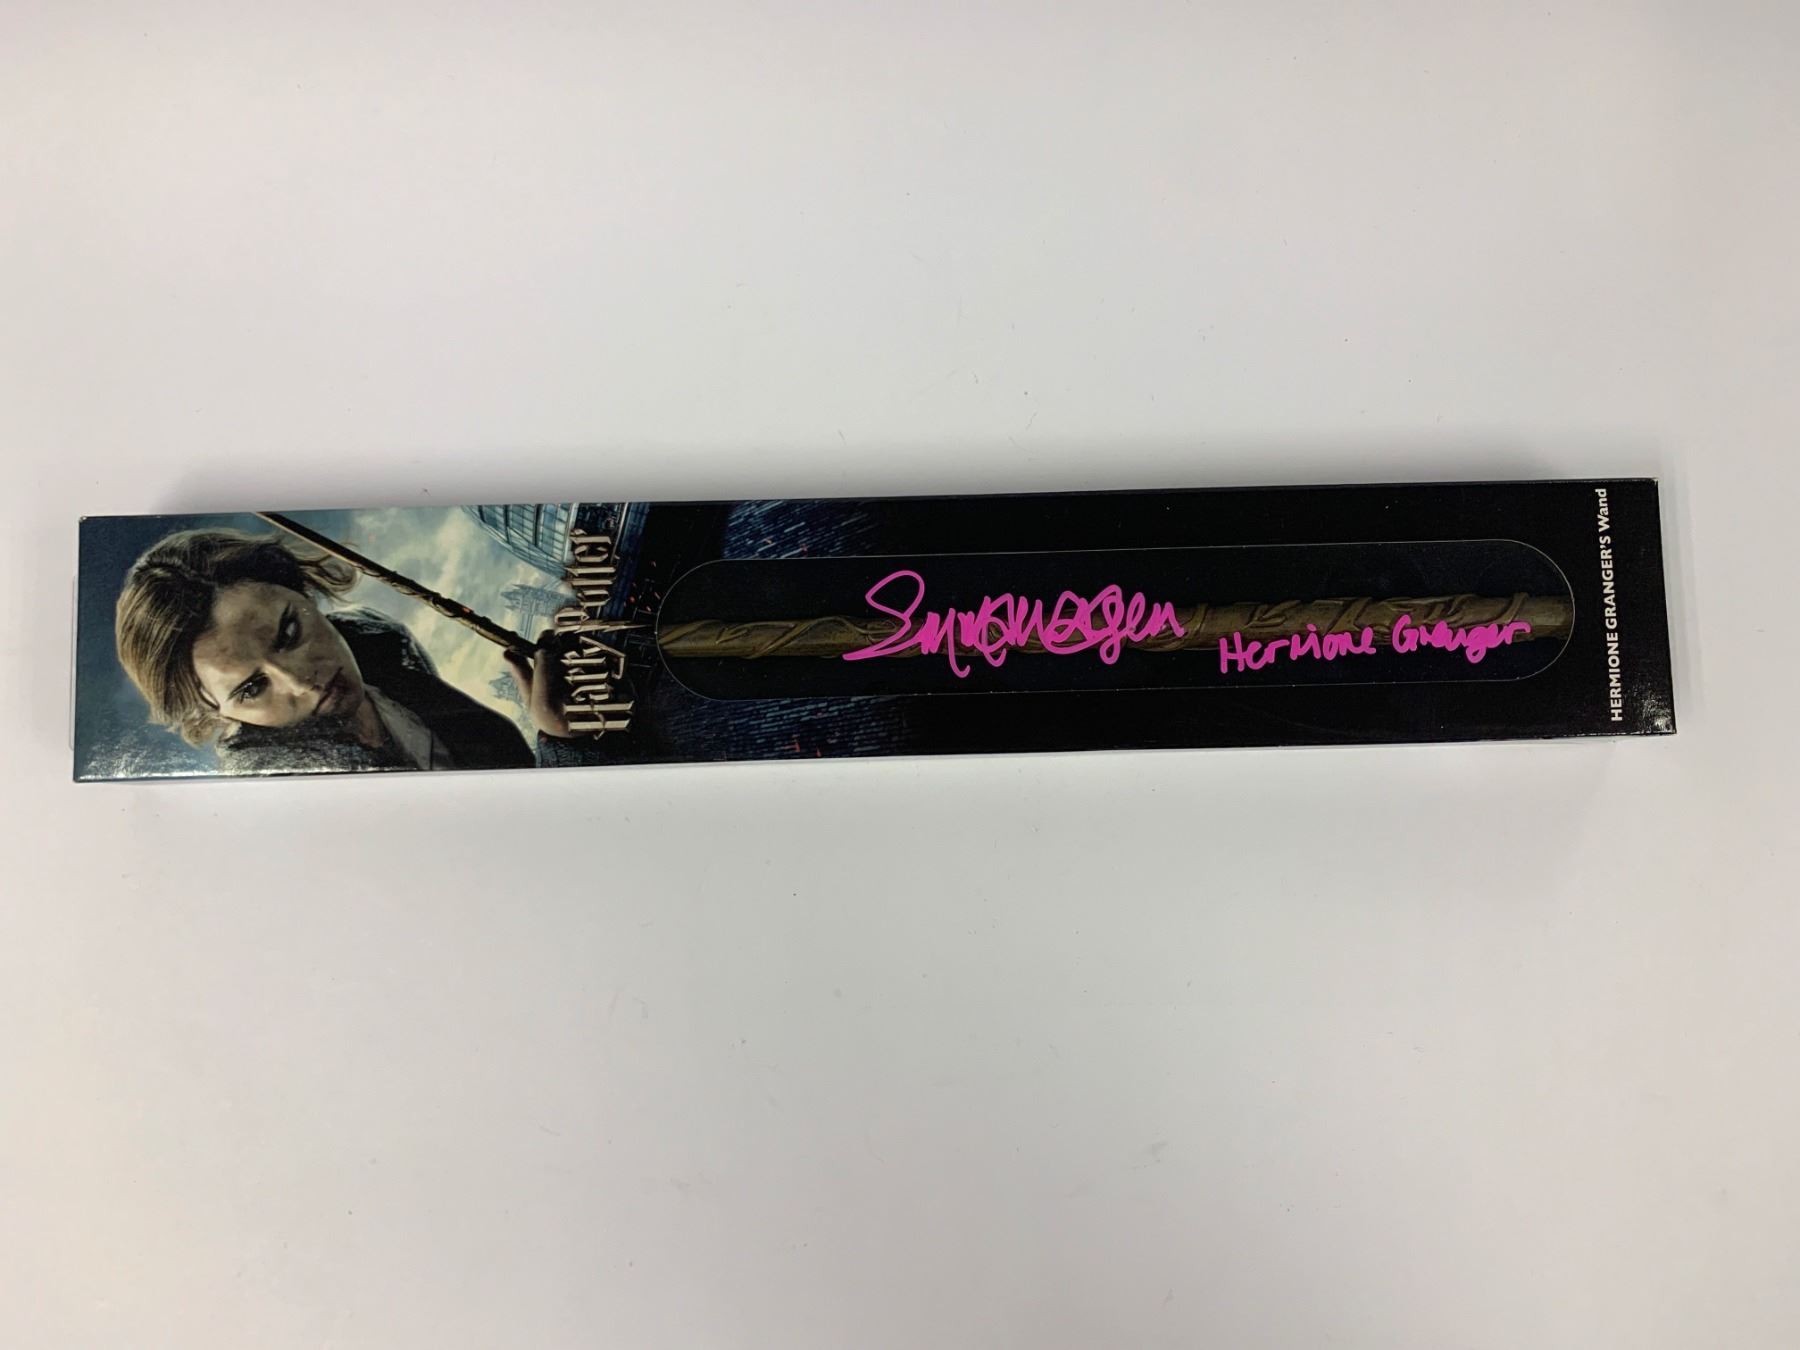 Harry Potter
Hermione Granger
HERMIONE GRANGER'S Wand